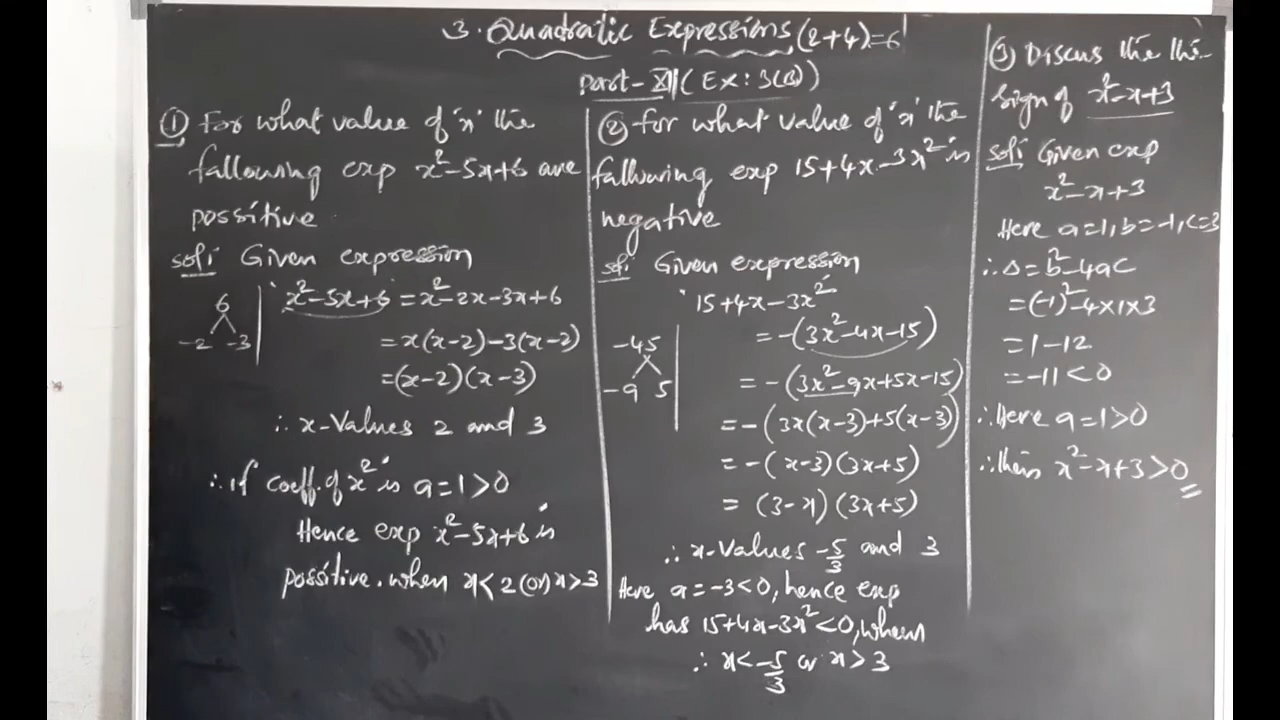 3. Quadratic Expressions (2+4)=6
part-XI (Ex: 3(B))
① For what value of 'x' the
fallowing exp x²-5x+6 are
possitive
sol: Given expression
6
-2 -3
x²-5x+6 = x²-2x-3x+6
= x(x-2)-3(x-2)
= (x-2)(x-3)
∴ x-Values 2 and 3
∴ if coeff. of x² is a=1>0
Hence exp x²-5x+6 is
possitive. when x<2 (or) x>3
② For what value of 'x' the
fallowing exp 15+4x-3x² is
negative
sol: Given expression
15+4x-3x²
-45
-9 5
= -(3x²-4x-15)
= -(3x²-9x+5x-15)
= -(3x(x-3)+5(x-3))
= -(x-3)(3x+5)
= (3-x)(3x+5)
∴ x-Values -5/3 and 3
Here a=-3<0, hence exp
has 15+4x-3x²<0, when
∴ x<-5/3 or x>3
③ Discus the the
sign of x²-x+3
sol: Given exp
x²-x+3
Here a=1, b=-1, c=3
∴ Δ=b²-4ac
=(-1)²-4×1×3
=1-12
=-11<0
∴ Here a=1>0
∴ x²-x+3>0